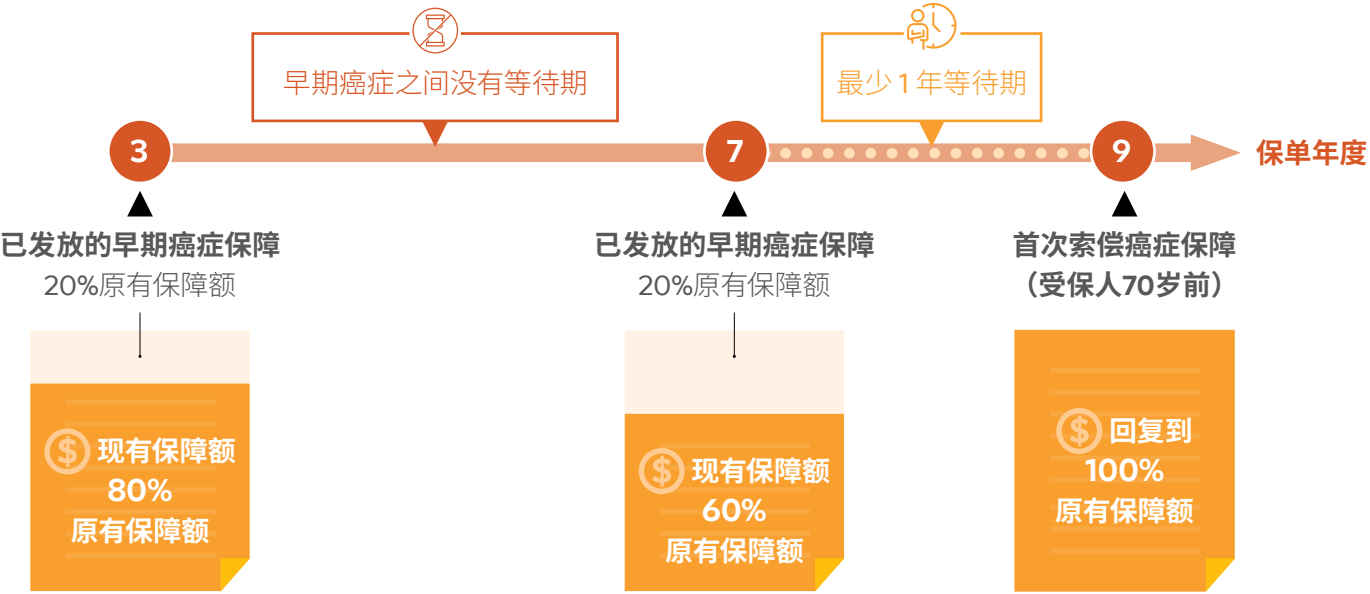 早期癌症之间没有等待期
最少1年等待期
3
7
9
保单年度
已发放的早期癌症保障
20%原有保障额
已发放的早期癌症保障
20%原有保障额
首次索偿癌症保障
（受保人70岁前）
$ 现有保障额
80%
原有保障额
$ 现有保障额
60%
原有保障额
$ 回复到
100%
原有保障额